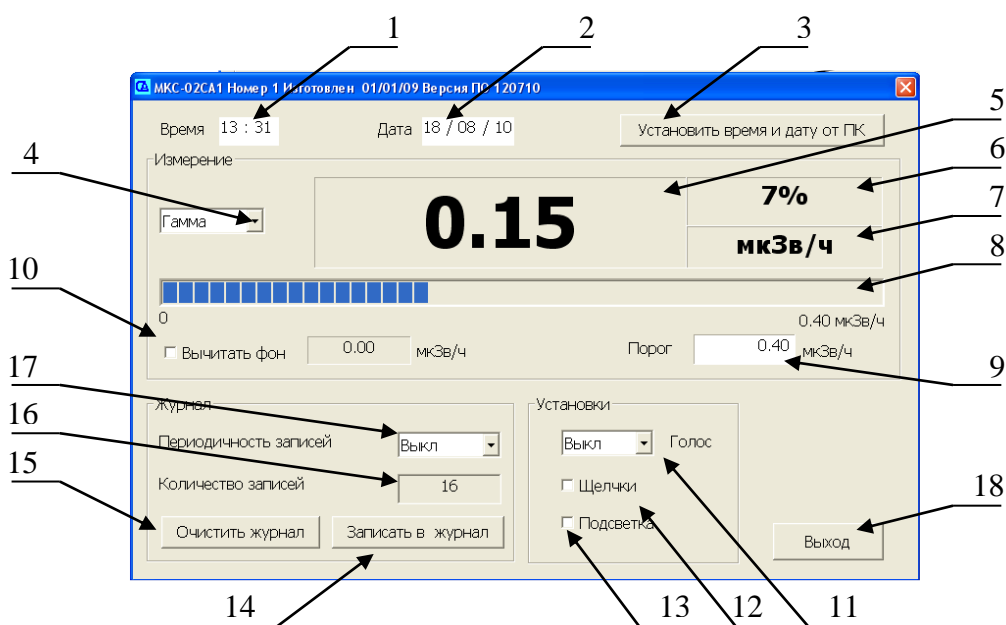 1 2 3
МКС-02СА1 Номер 1 Изготовлен 01/01/09 Версия ПО 120710
Время 13 : 31 Дата 18 / 08 / 10 Установить время и дату от ПК
5
4 Измерение 6
7%
Гамма 0.15 7
мкЗв/ч
8
10
0 0.40 мкЗв/ч
Вычитать фон 0.00 мкЗв/ч Порог 0.40 мкЗв/ч
9
17
Журнал Установки
16
Периодичность записей Выкл Выкл Голос
15
Количество записей 16 Щелчки
18
Очистить журнал Записать в журнал Подсветка
Выход
14 13 12 11